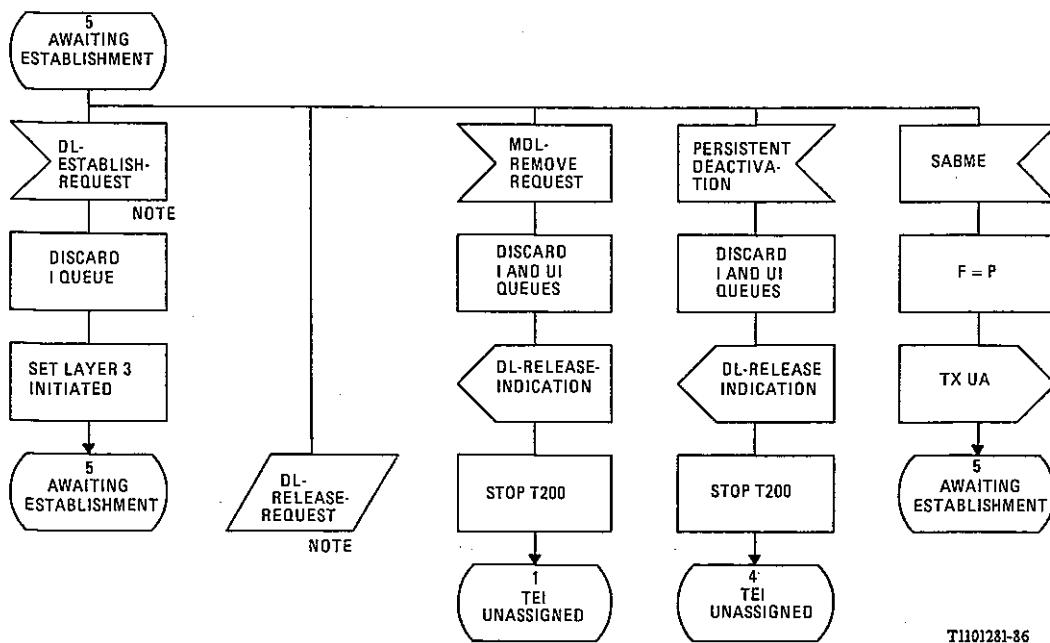 5
AWAITING
ESTABLISHMENT
DL-
ESTABLISH-
REQUEST
NOTE
DISCARD
I QUEUE
SET LAYER 3
INITIATED
5
AWAITING
ESTABLISHMENT
DL-
RELEASE-
REQUEST
NOTE
MDL-
REMOVE
REQUEST
DISCARD
I AND UI
QUEUES
DL-RELEASE-
INDICATION
STOP T200
1
TEI
UNASSIGNED
PERSISTENT
DEACTIVA-
TION
DISCARD
I AND UI
QUEUES
DL-RELEASE
INDICATION
STOP T200
4
TEI
UNASSIGNED
SABME
F = P
TX UA
5
AWAITING
ESTABLISHMENT
T1101281-86